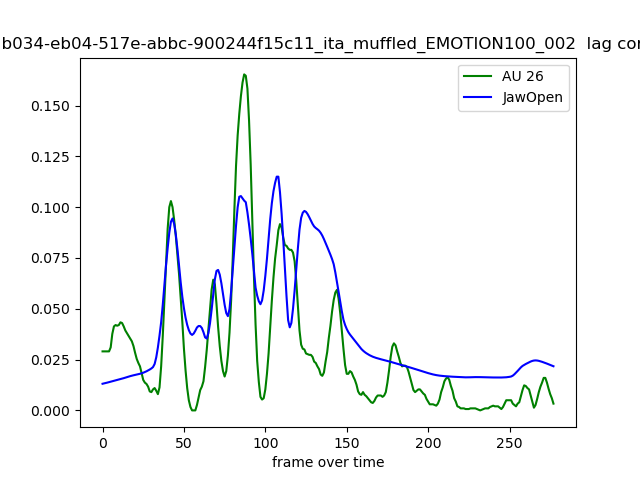 b034-eb04-517e-abbc-900244f15c11_ita_muffled_EMOTION100_002 lag
AU 26
JawOpen
0.150
0.125
0.100
0.075
0.050
0.025
0.000
0 50 100 150 200 250
frame over time